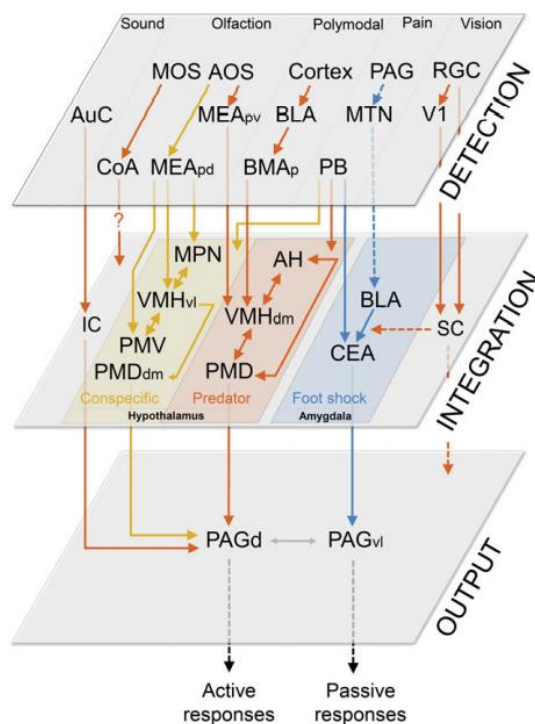 Sound Olfaction Polymodal Pain Vision
MOS AOS Cortex PAG RGC
AuC MEApv BLA MTN V1
CoA MEApd BMAp PB
DETECTION
?
MPN AH
VMHvl BLA
IC VMHdm SC
PMV CEA
PMDdm PMD
Conspecific Predator Foot shock
Hypothalamus Amygdala
INTEGRATION
PAGd PAGvl
OUTPUT
Active Passive
responses responses